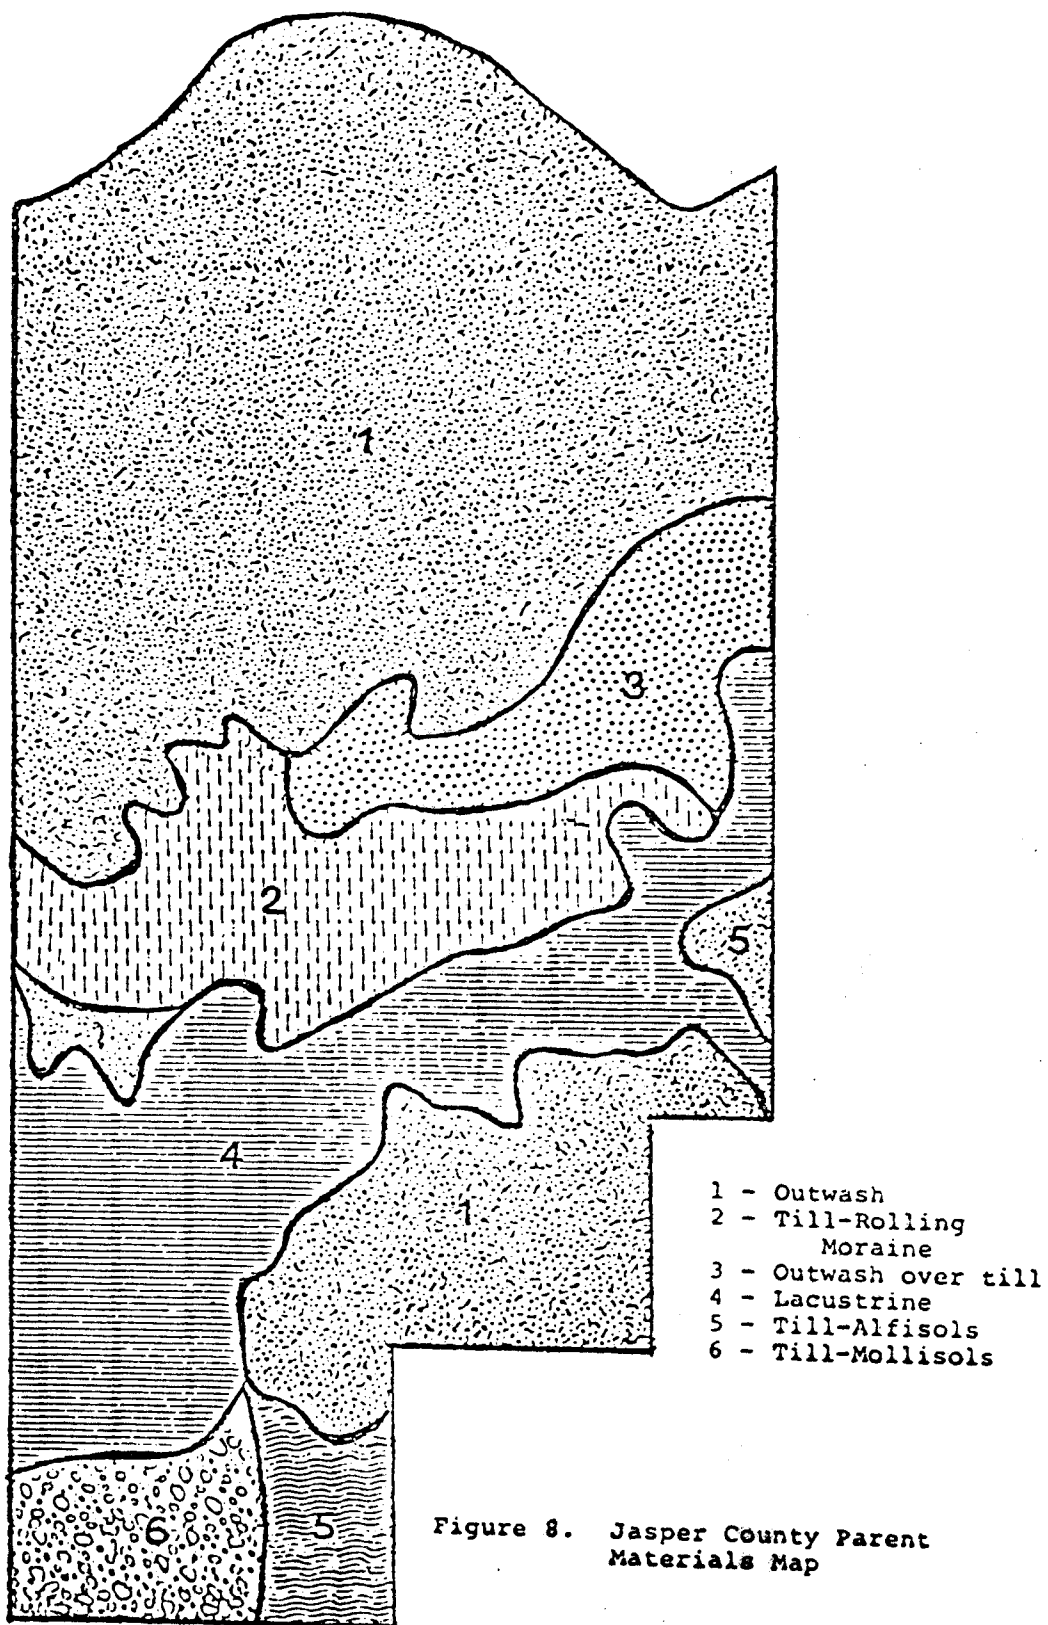 1
3
2
5
4
1
1 - Outwash
2 - Till-Rolling
Moraine
3 - Outwash over till
4 - Lacustrine
5 - Till-Alfisols
6 - Till-Mollisols
6
5
Figure 8. Jasper County Parent
Materials Map